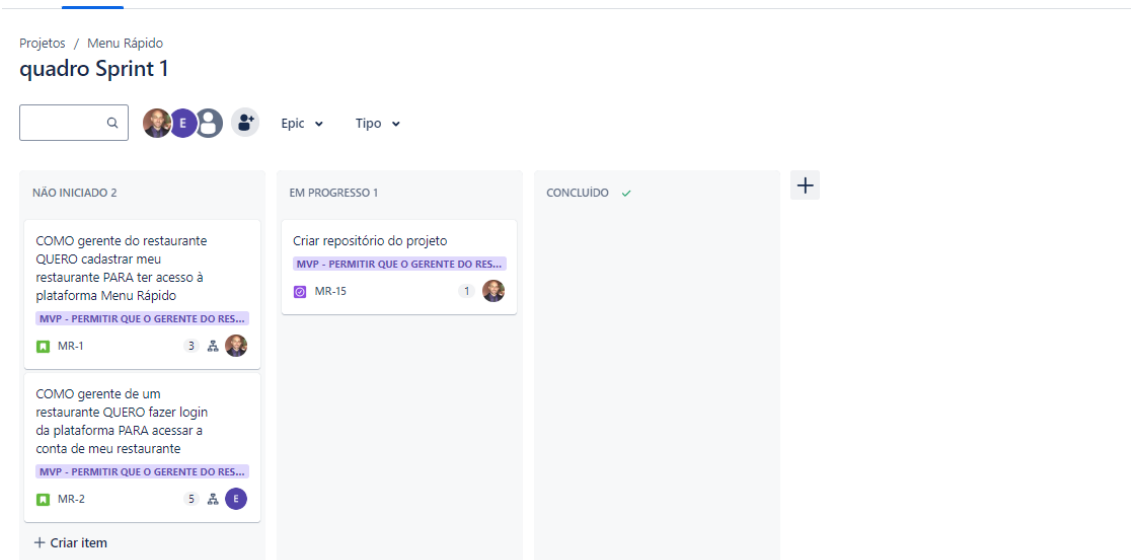 Projetos / Menu Rápido
quadro Sprint 1
E
Epic
Tipo
NÃO INICIADO 2
COMO gerente do restaurante
QUERO cadastrar meu
restaurante PARA ter acesso à
plataforma Menu Rápido
MVP - PERMITIR QUE O GERENTE DO RES...
MR-1
3
COMO gerente de um
restaurante QUERO fazer login
da plataforma PARA acessar a
conta de meu restaurante
MVP - PERMITIR QUE O GERENTE DO RES...
MR-2
5
E
+ Criar item
EM PROGRESSO 1
Criar repositório do projeto
MVP - PERMITIR QUE O GERENTE DO RES...
MR-15
1
CONCLUÍDO